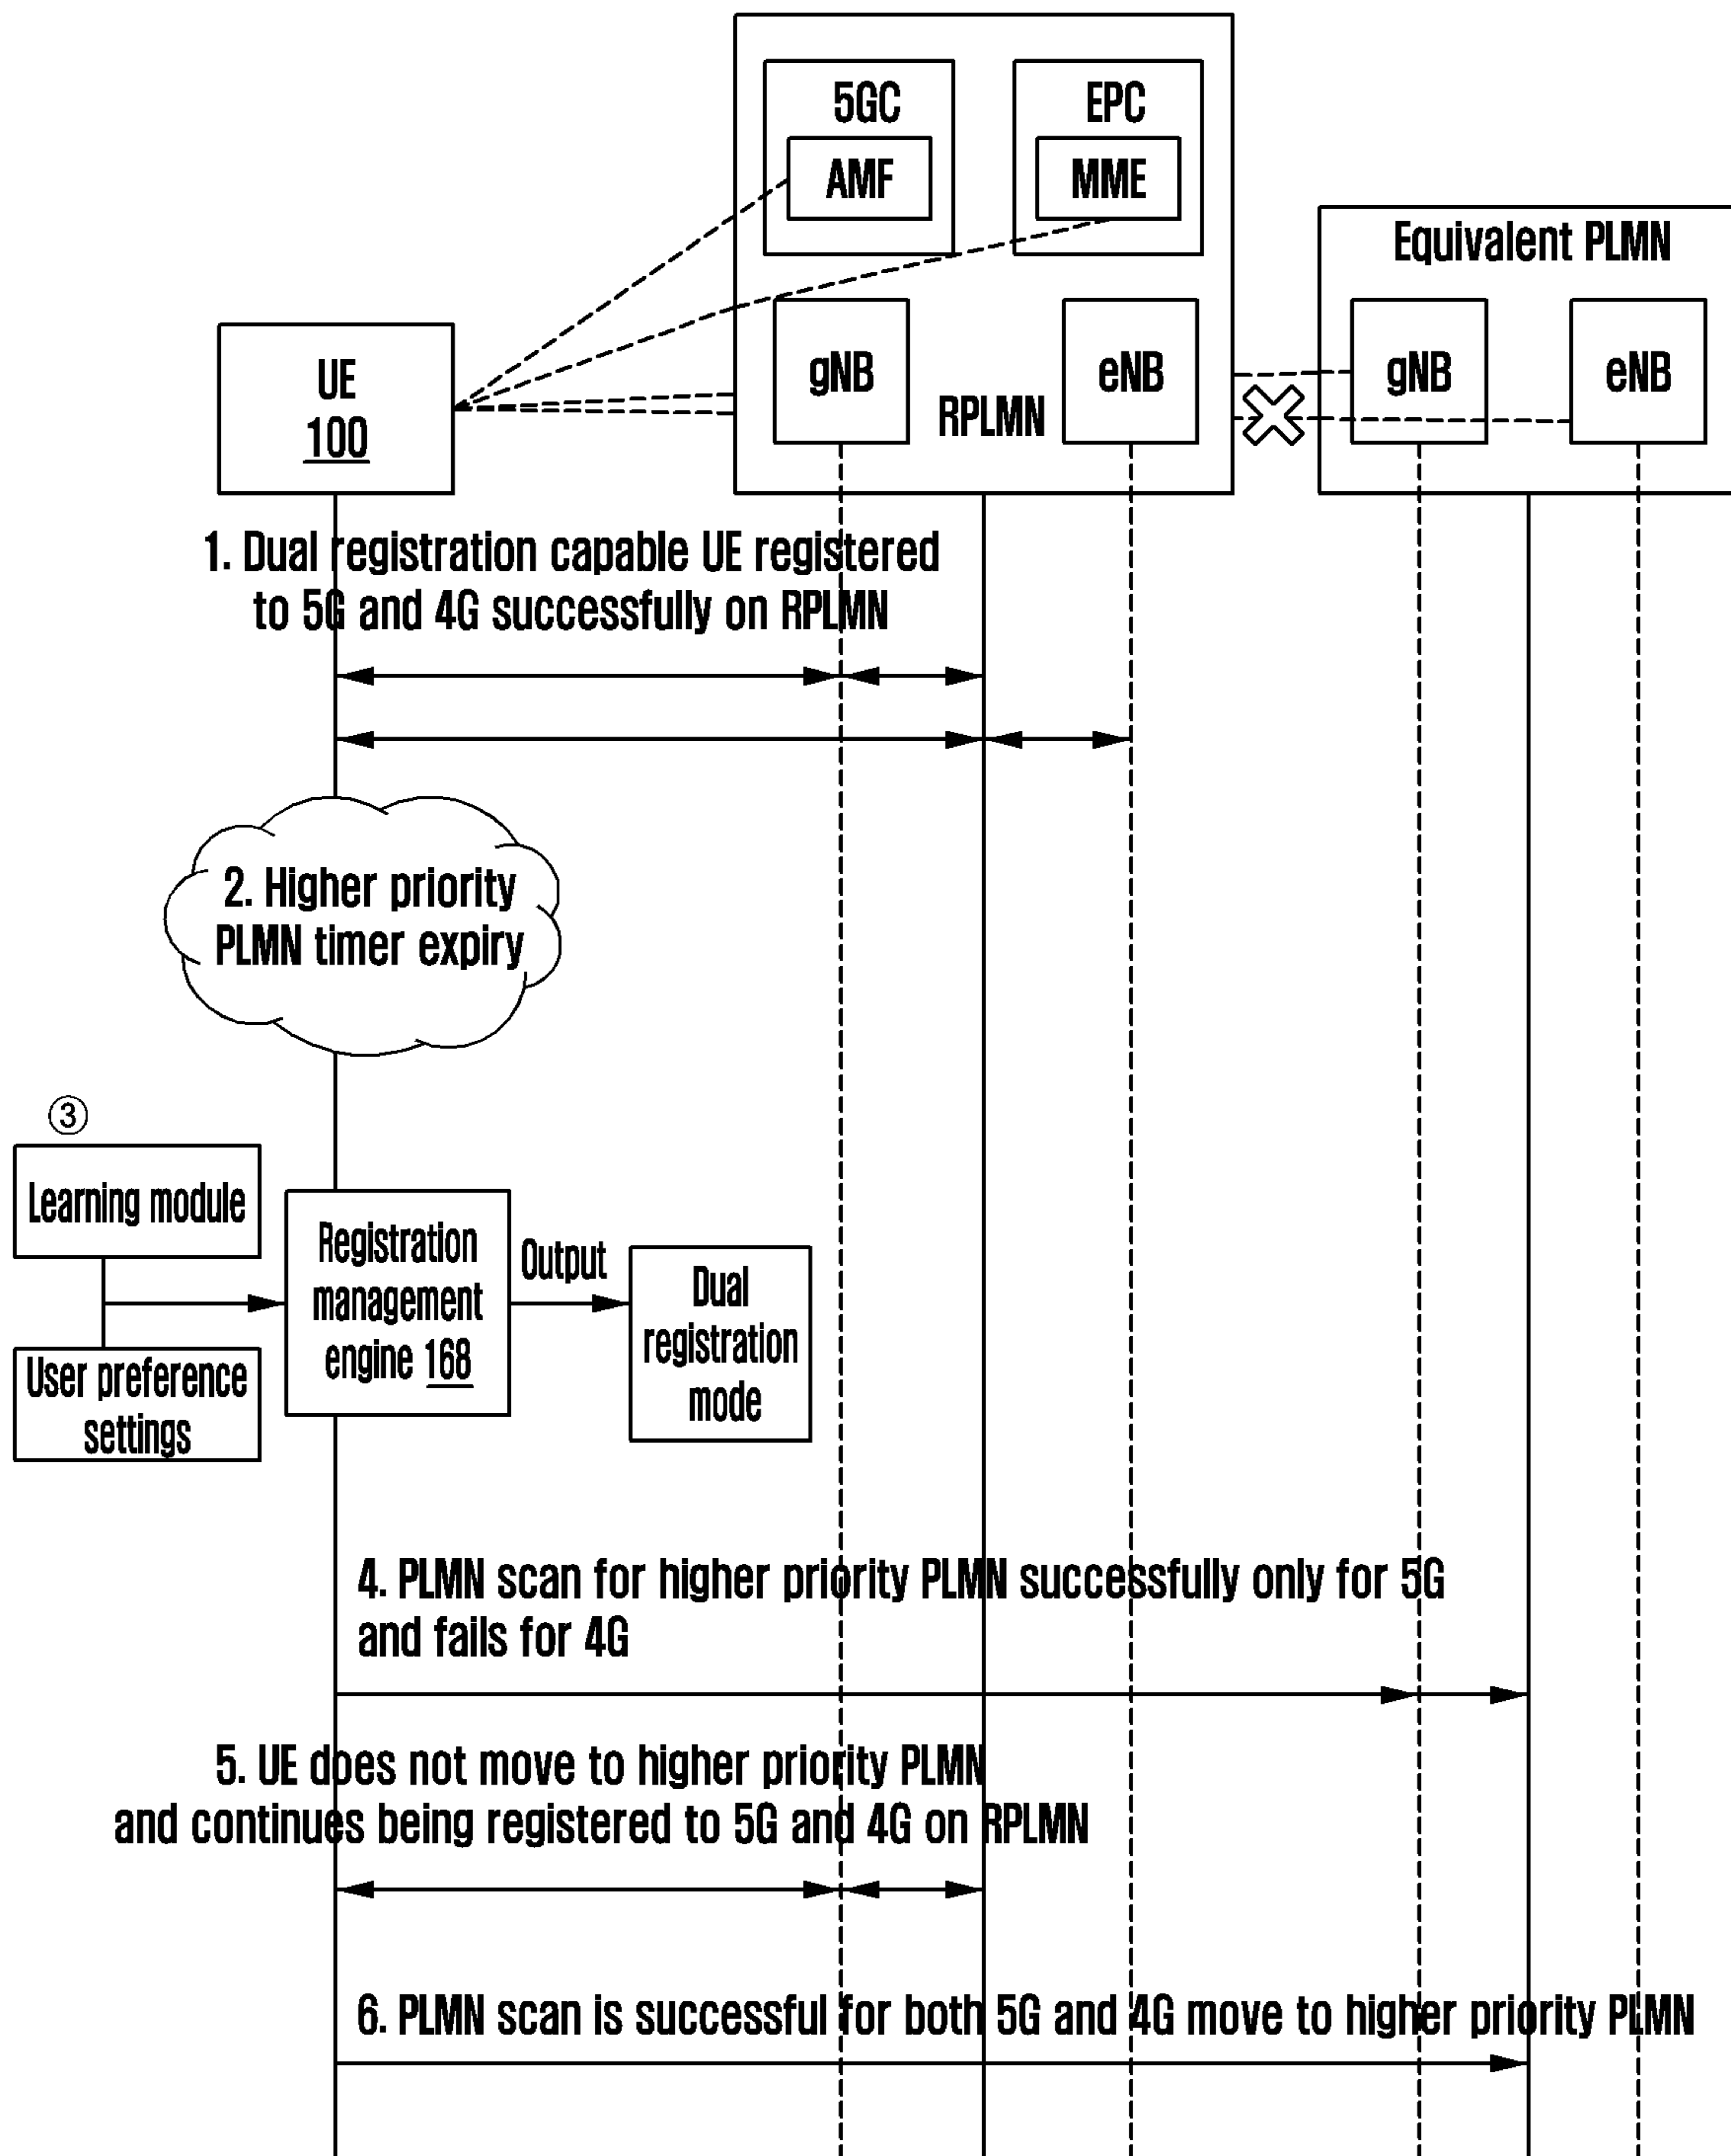 5GC
EPC
AMF
MME
Equivalent PLMN
UE
100
gNB
RPLMN
eNB
gNB
eNB
1. Dual registration capable UE registered
to 5G and 4G successfully on RPLMN
2. Higher priority
PLMN timer expiry
③
Learning module
User preference
settings
Registration
management
engine 168
Output
Dual
registration
mode
4. PLMN scan for higher priority PLMN successfully only for 5G
and fails for 4G
5. UE does not move to higher priority PLMN
and continues being registered to 5G and 4G on RPLMN
6. PLMN scan is successful for both 5G and 4G move to higher priority PLMN